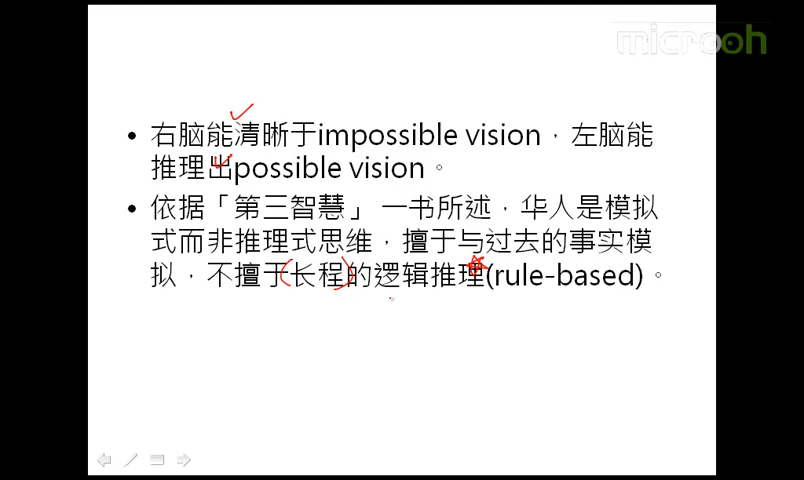 microoh
• 右脑能清晰于impossible vision，左脑能
推理出possible vision。
• 依据「第三智慧」一书所述，华人是模拟
式而非推理式思维，擅于与过去的事实模
拟，不擅于(长程)的逻辑推理(rule-based)。